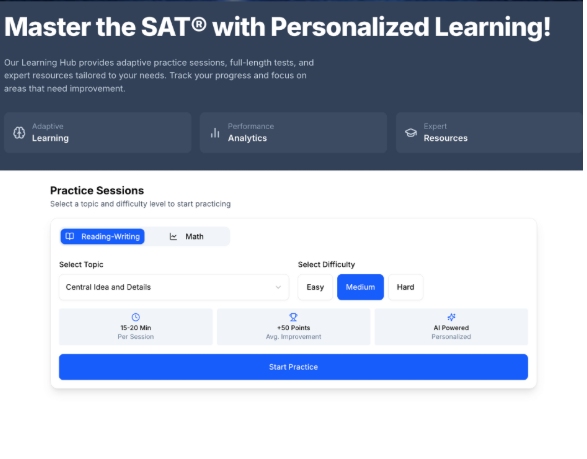 Master the SAT® with Personalized Learning!
Our Learning Hub provides adaptive practice sessions, full-length tests, and
expert resources tailored to your needs. Track your progress and focus on
areas that need improvement.
Adaptive
Learning
Performance
Analytics
Expert
Resources
Practice Sessions
Select a topic and difficulty level to start practicing
Reading-Writing
Math
Select Topic
Select Difficulty
Central Idea and Details
Easy
Medium
Hard
15-20 Min
Per Session
+50 Points
Avg. Improvement
AI Powered
Personalized
Start Practice